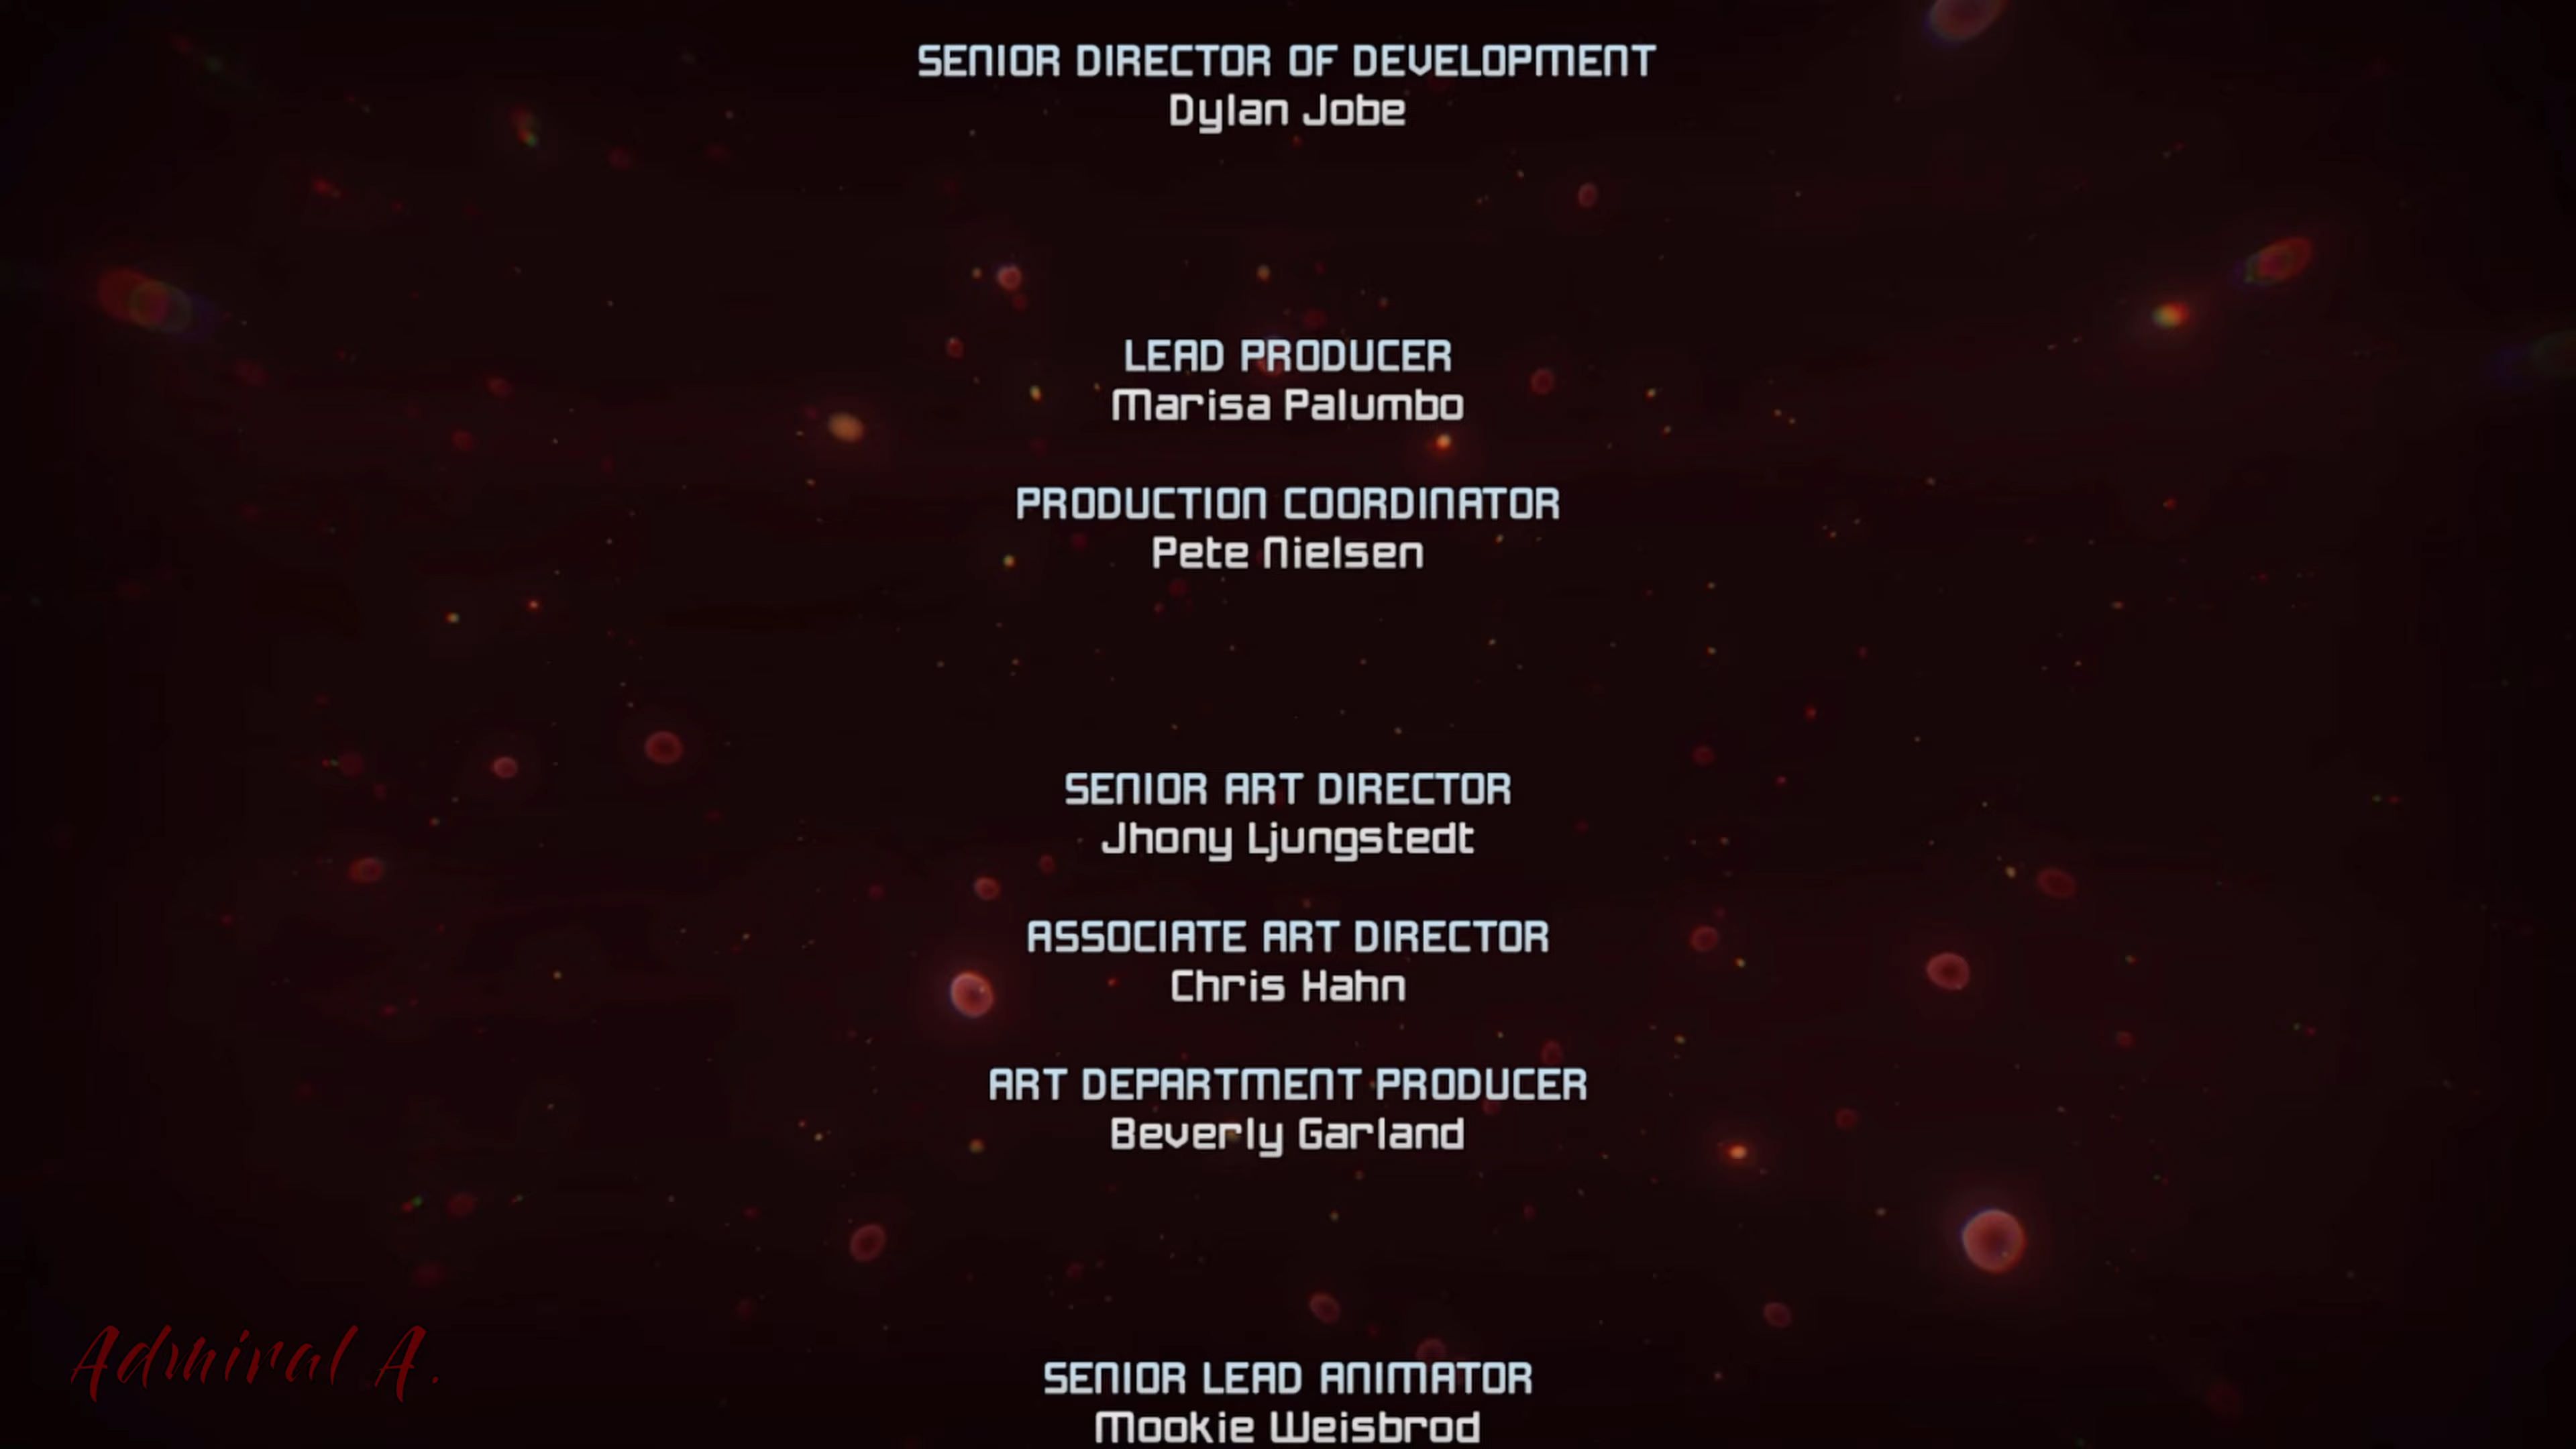 SENIOR DIRECTOR OF DEVELOPMENT
Dylan Jobe
LEAD PRODUCER
Marisa Palumbo
PRODUCTION COORDINATOR
Pete Nielsen
SENIOR ART DIRECTOR
Jhony Ljungstedt
ASSOCIATE ART DIRECTOR
Chris Hahn
ART DEPARTMENT PRODUCER
Beverly Garland
SENIOR LEAD ANIMATOR
Mookie Weisbrod
Admiral A.